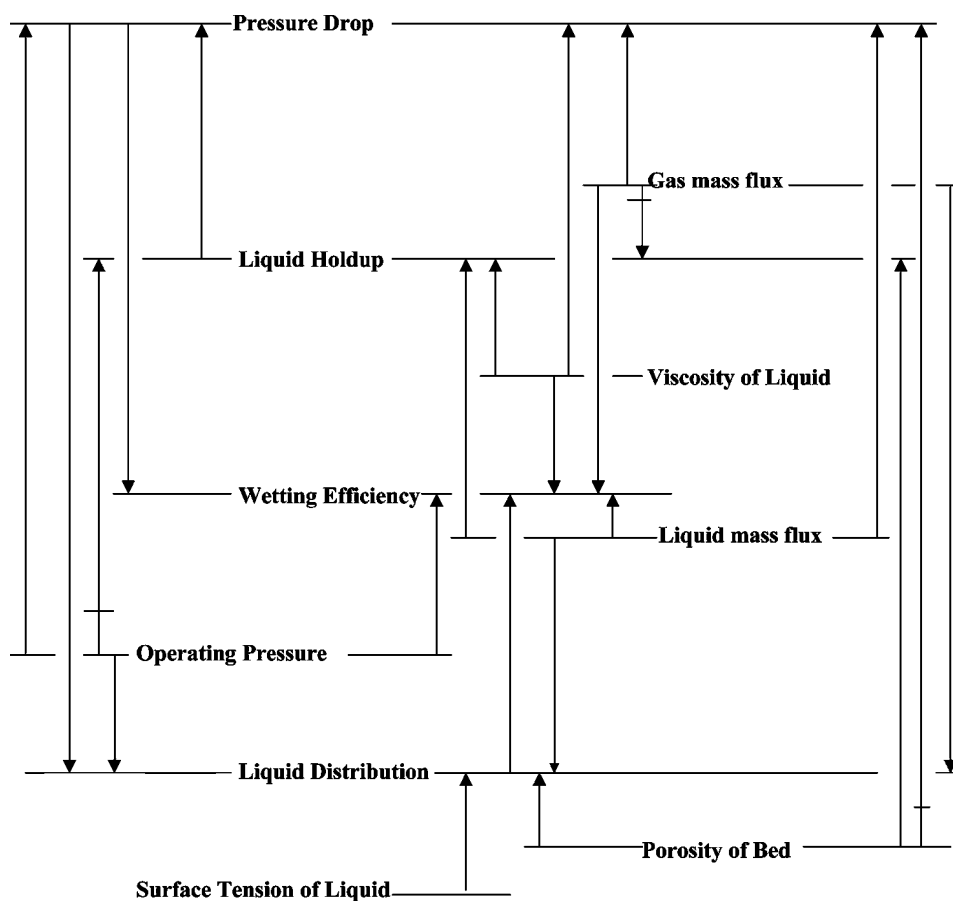 Pressure Drop
Gas mass flux
Liquid Holdup
Viscosity of Liquid
Wetting Efficiency
Liquid mass flux
Operating Pressure
Liquid Distribution
Porosity of Bed
Surface Tension of Liquid